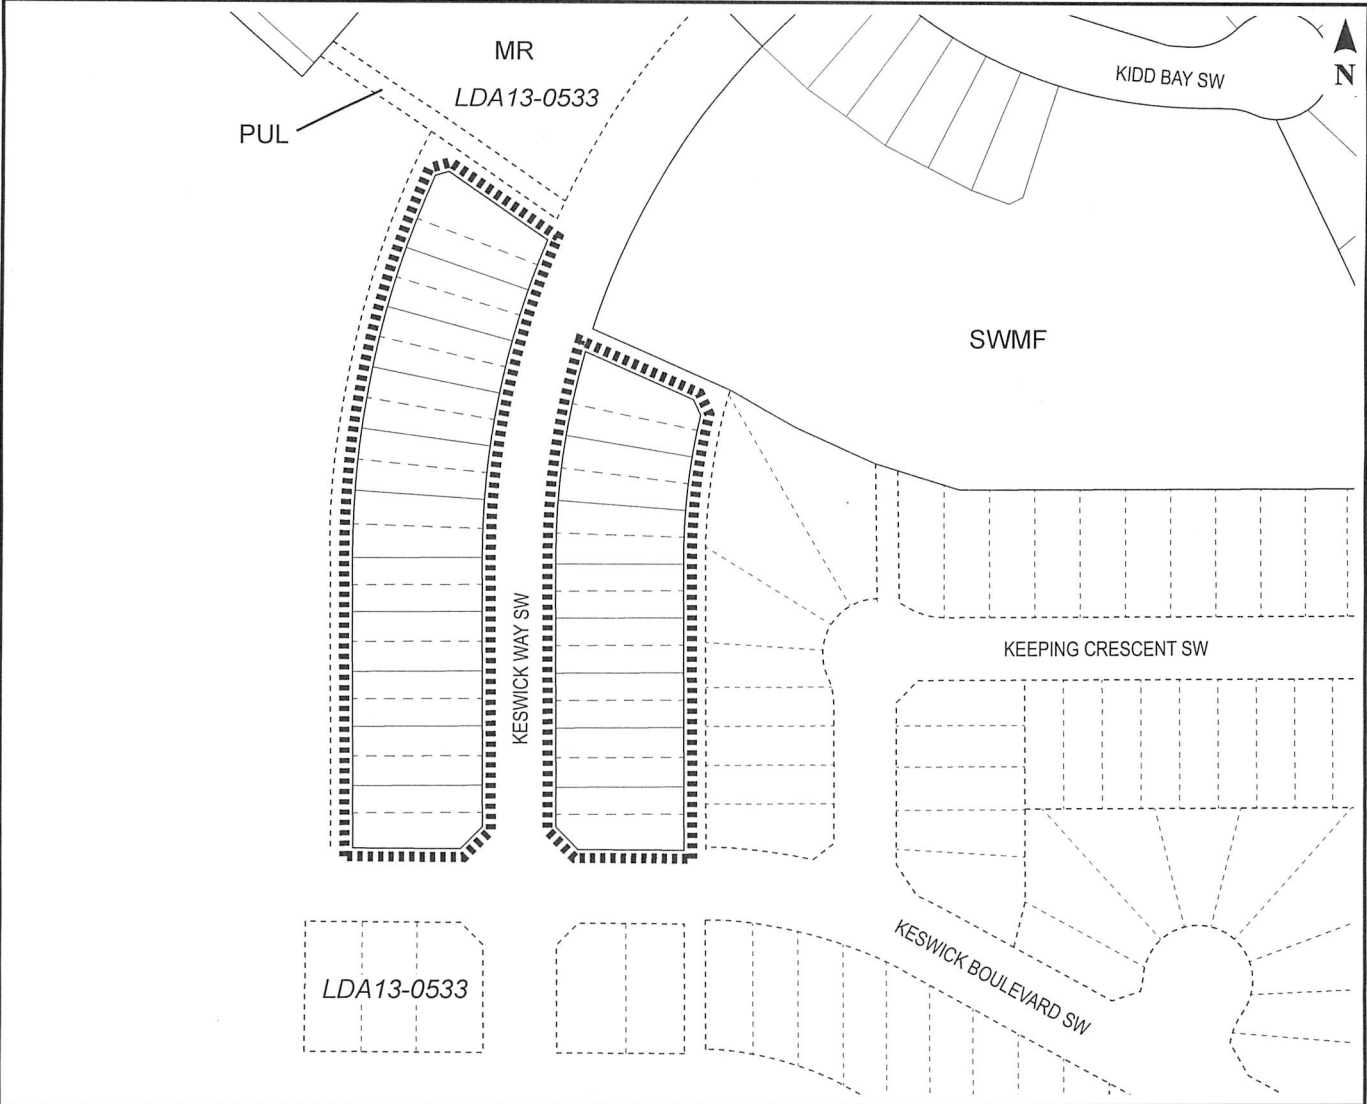 MR
LDA13-0533
KIDD BAY SW
N
PUL
SWMF
KESWICK WAY SW
KEEPING CRESCENT SW
KESWICK BOULEVARD SW
LDA13-0533